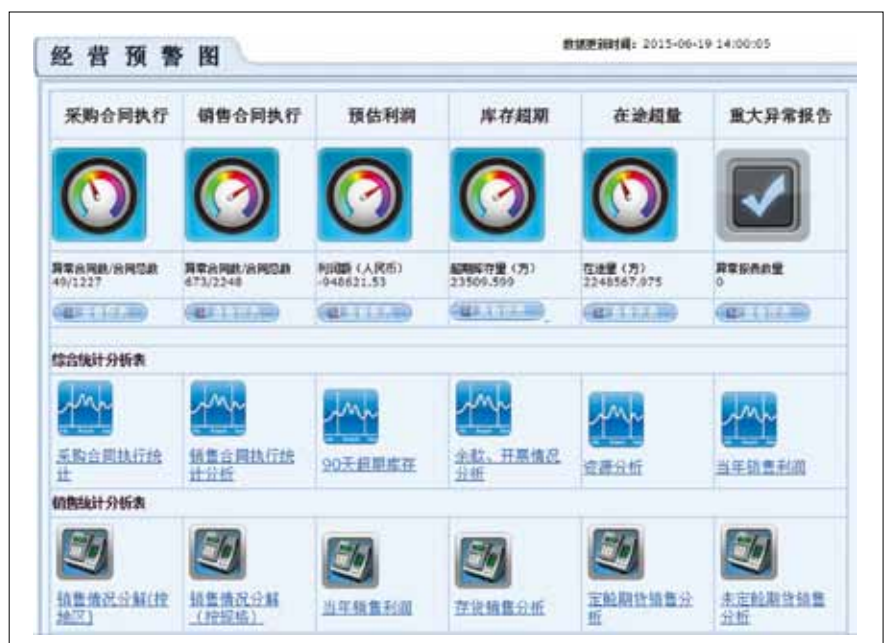 经营预警图
数据更新时间：2015-06-19 14:00:05
采购合同执行 销售合同执行 预估利润 库存超期 在途超量 重大异常报告
异常合同数/合同总数 异常合同数/合同总数 利润额（人民币） 超期库存量（方） 在途量（方） 异常报表数量
49/1227 673/2248 -948621.53 23509.599 2248567.975 0
综合统计分析表
采购合同执行统计 销售合同执行统计分析 90天超期库存 余款、开票情况分析 资源分析 当年销售利润
销售统计分析表
销售情况分解(按地区) 销售情况分解（按规格） 当年销售利润 存货销售分析 定舱期货销售分析 未定舱期货销售分析